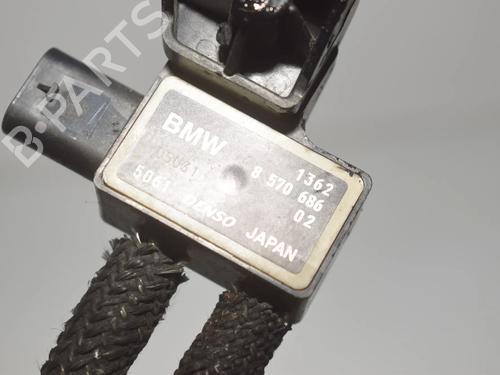 B-PARTS
BMW 1362
8 570 686
02
5061 DENSO JAPAN